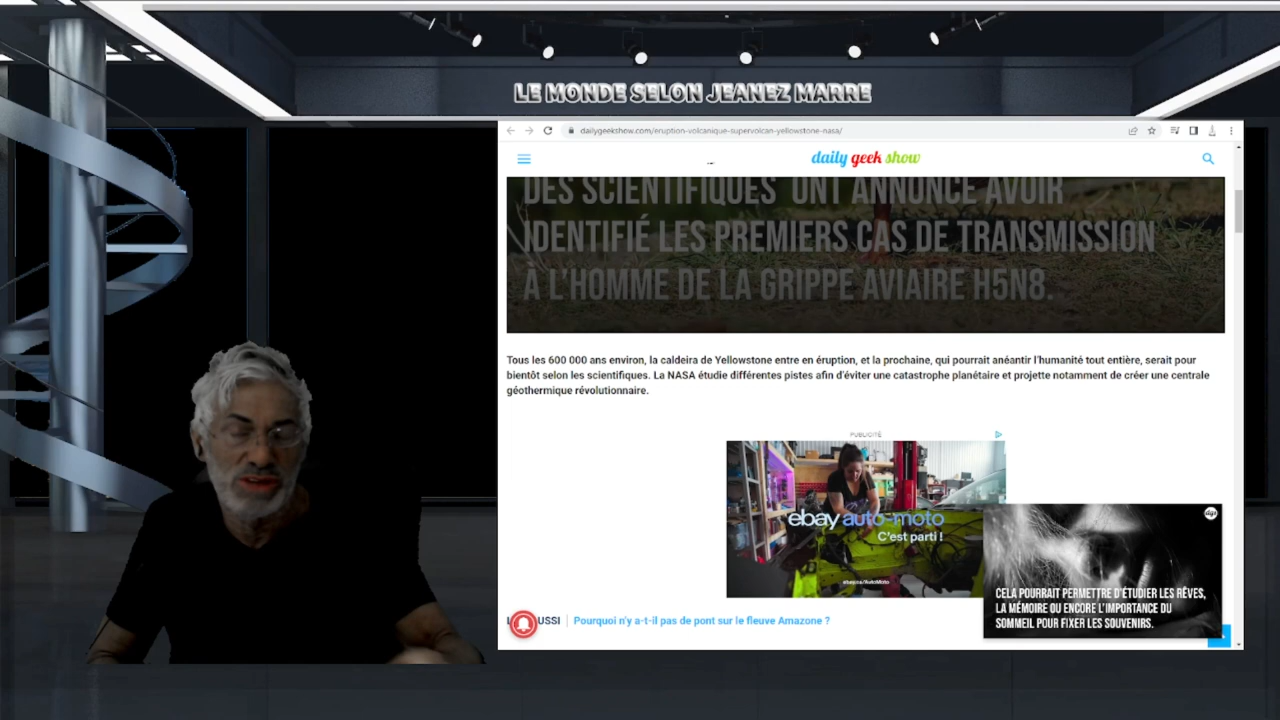 LE MONDE SELON JEANEZ MARRE
dailygeekshow.com/eruption-volcanique-supervolcan-yellowstone-nasa/
daily geek show
DES SCIENTIFIQUES ONT ANNONCÉ AVOIR
IDENTIFIÉ LES PREMIERS CAS DE TRANSMISSION
À L'HOMME DE LA GRIPPE AVIAIRE H5N8.
Tous les 600 000 ans environ, la caldeira de Yellowstone entre en éruption, et la prochaine, qui pourrait anéantir l'humanité tout entière, serait pour
bientôt selon les scientifiques. La NASA étudie différentes pistes afin d'éviter une catastrophe planétaire et projette notamment de créer une centrale
géothermique révolutionnaire.
PUBLICITÉ
ebay auto-moto
C'est parti !
ebay.ca/AutoMoto
CELA POURRAIT PERMETTRE D'ÉTUDIER LES RÊVES,
LA MÉMOIRE OU ENCORE L'IMPORTANCE DU
SOMMEIL POUR FIXER LES SOUVENIRS.
USSI Pourquoi n'y a-t-il pas de pont sur le fleuve Amazone ?